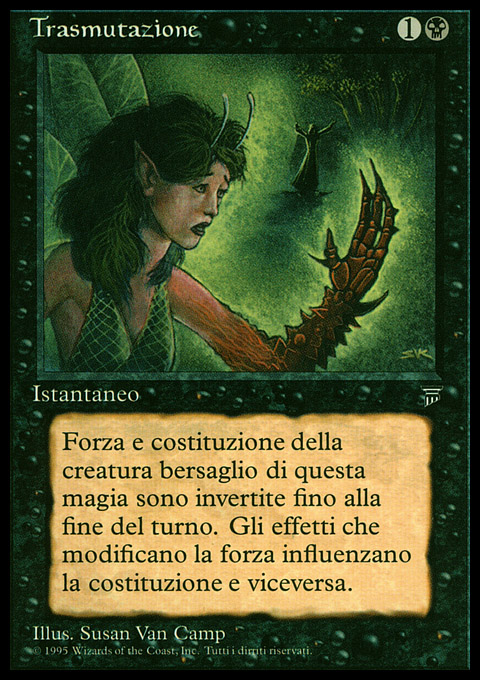 Trasmutazione
1
SVK
Istantaneo
Forza e costituzione della
creatura bersaglio di questa
magia sono invertite fino alla
fine del turno. Gli effetti che
modificano la forza influenzano
la costituzione e viceversa.
Illus. Susan Van Camp
© 1995 Wizards of the Coast, Inc. Tutti i diritti riservati.